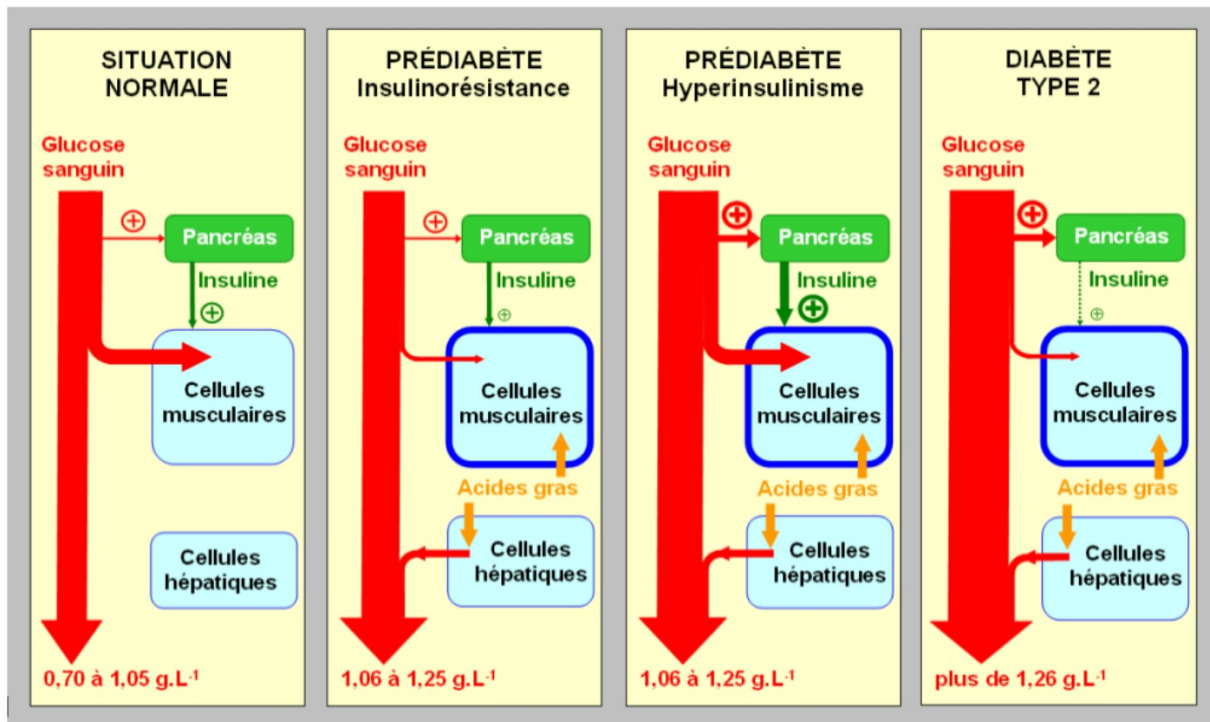 SITUATION
NORMALE
Glucose
sanguin
⊕
Pancréas
Insuline
⊕
Cellules
musculaires
Cellules
hépatiques
0,70 à 1,05 g.L⁻¹
PRÉDIABÈTE
Insulinorésistance
Glucose
sanguin
⊕
Pancréas
Insuline
⊕
Cellules
musculaires
Acides gras
Cellules
hépatiques
1,06 à 1,25 g.L⁻¹
PRÉDIABÈTE
Hyperinsulinisme
Glucose
sanguin
⊕
Pancréas
Insuline
⊕
Cellules
musculaires
Acides gras
Cellules
hépatiques
1,06 à 1,25 g.L⁻¹
DIABÈTE
TYPE 2
Glucose
sanguin
⊕
Pancréas
Insuline
⊕
Cellules
musculaires
Acides gras
Cellules
hépatiques
plus de 1,26 g.L⁻¹